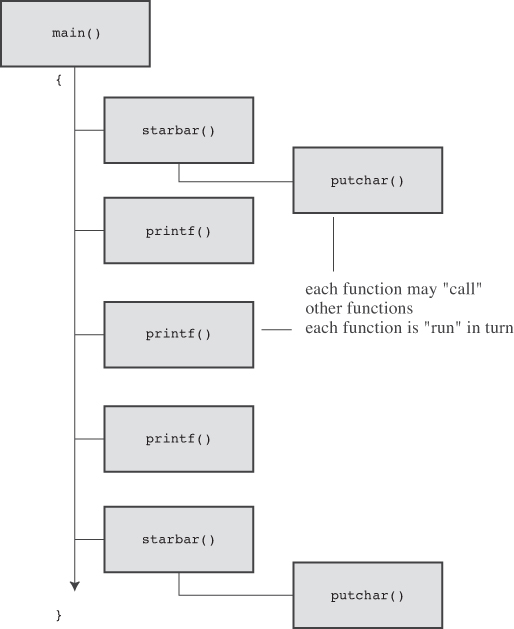 main()
{
starbar()
putchar()
printf()
each function may "call"
other functions
each function is "run" in turn
printf()
printf()
starbar()
putchar()
}